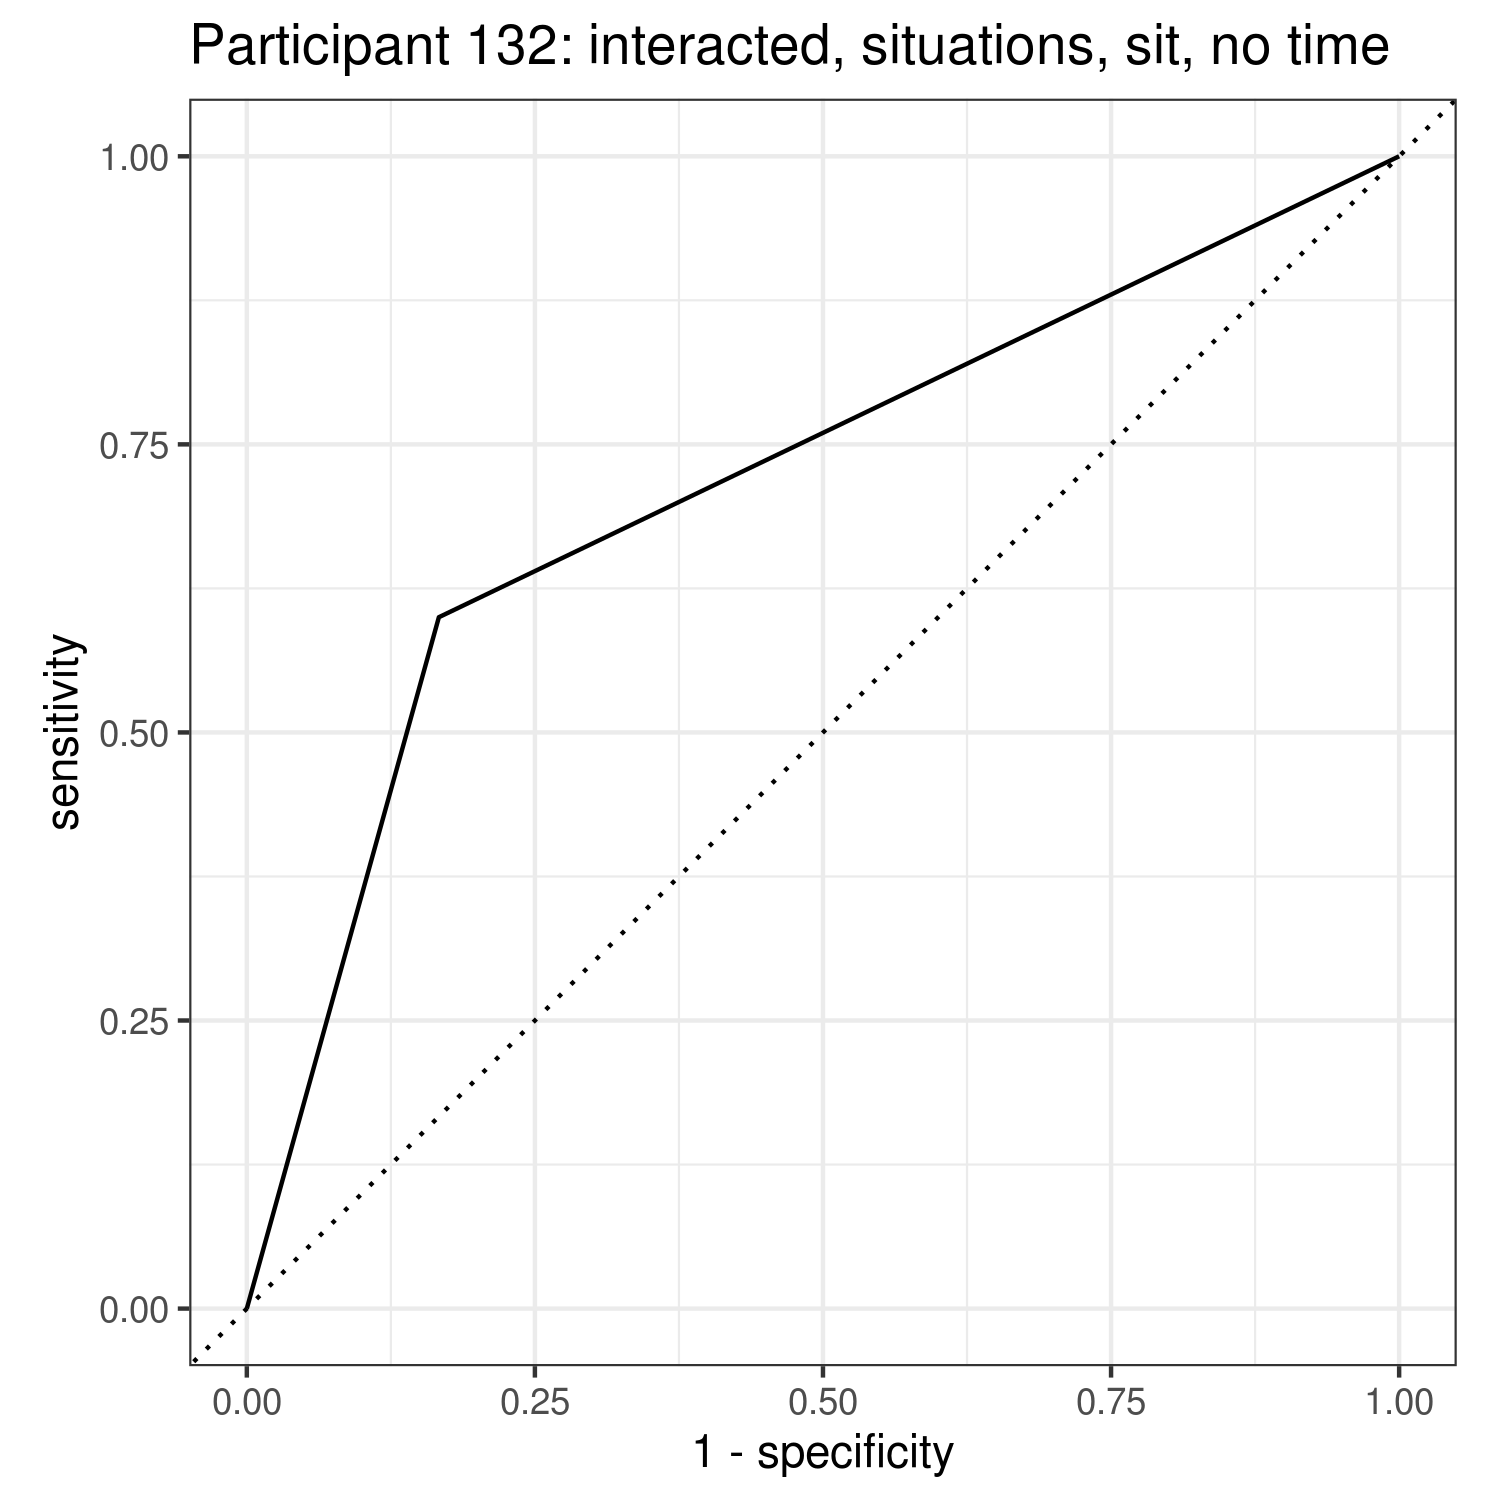 Participant 132: interacted, situations, sit, no time
1.00
0.75
0.50
0.25
0.00
sensitivity
0.00 0.25 0.50 0.75 1.00
1 - specificity